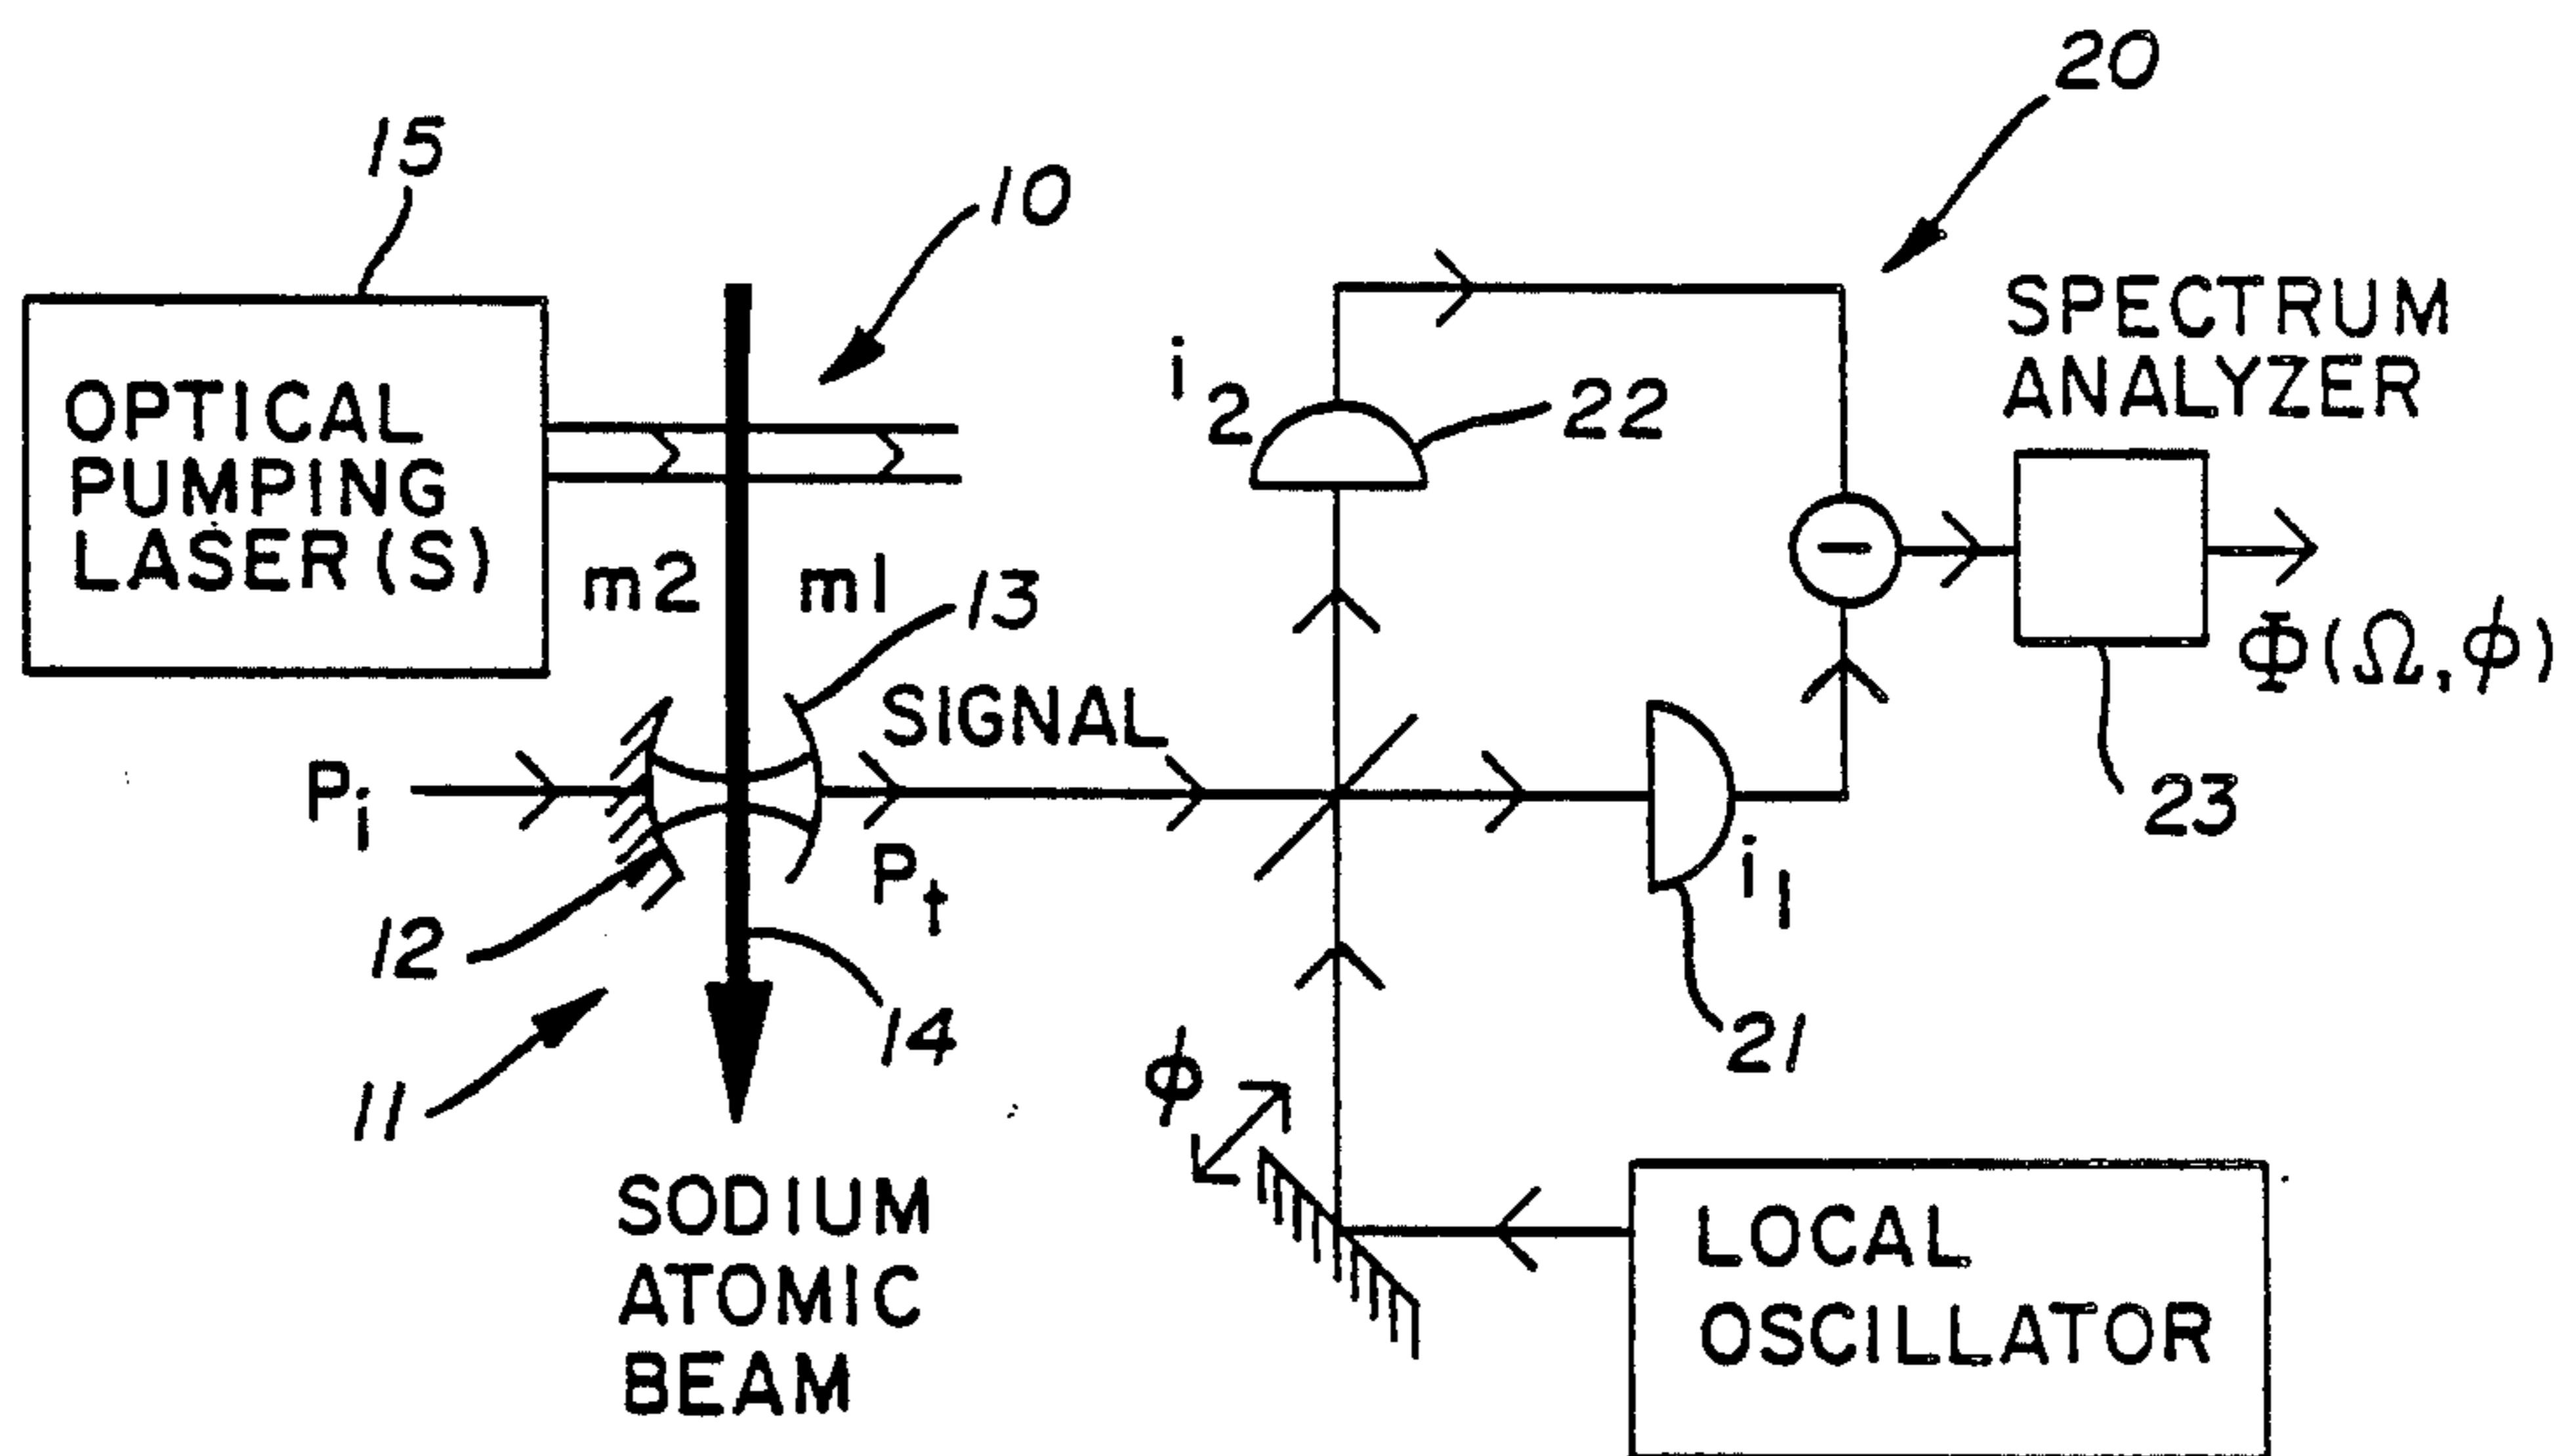 20
15
10
SPECTRUM
ANALYZER
i2
22
OPTICAL
PUMPING
LASER(S)
m2
m1
13
Φ(Ω,ϕ)
SIGNAL
23
Pi
Pt
i1
12
14
21
11
ϕ
SODIUM
ATOMIC
BEAM
LOCAL
OSCILLATOR